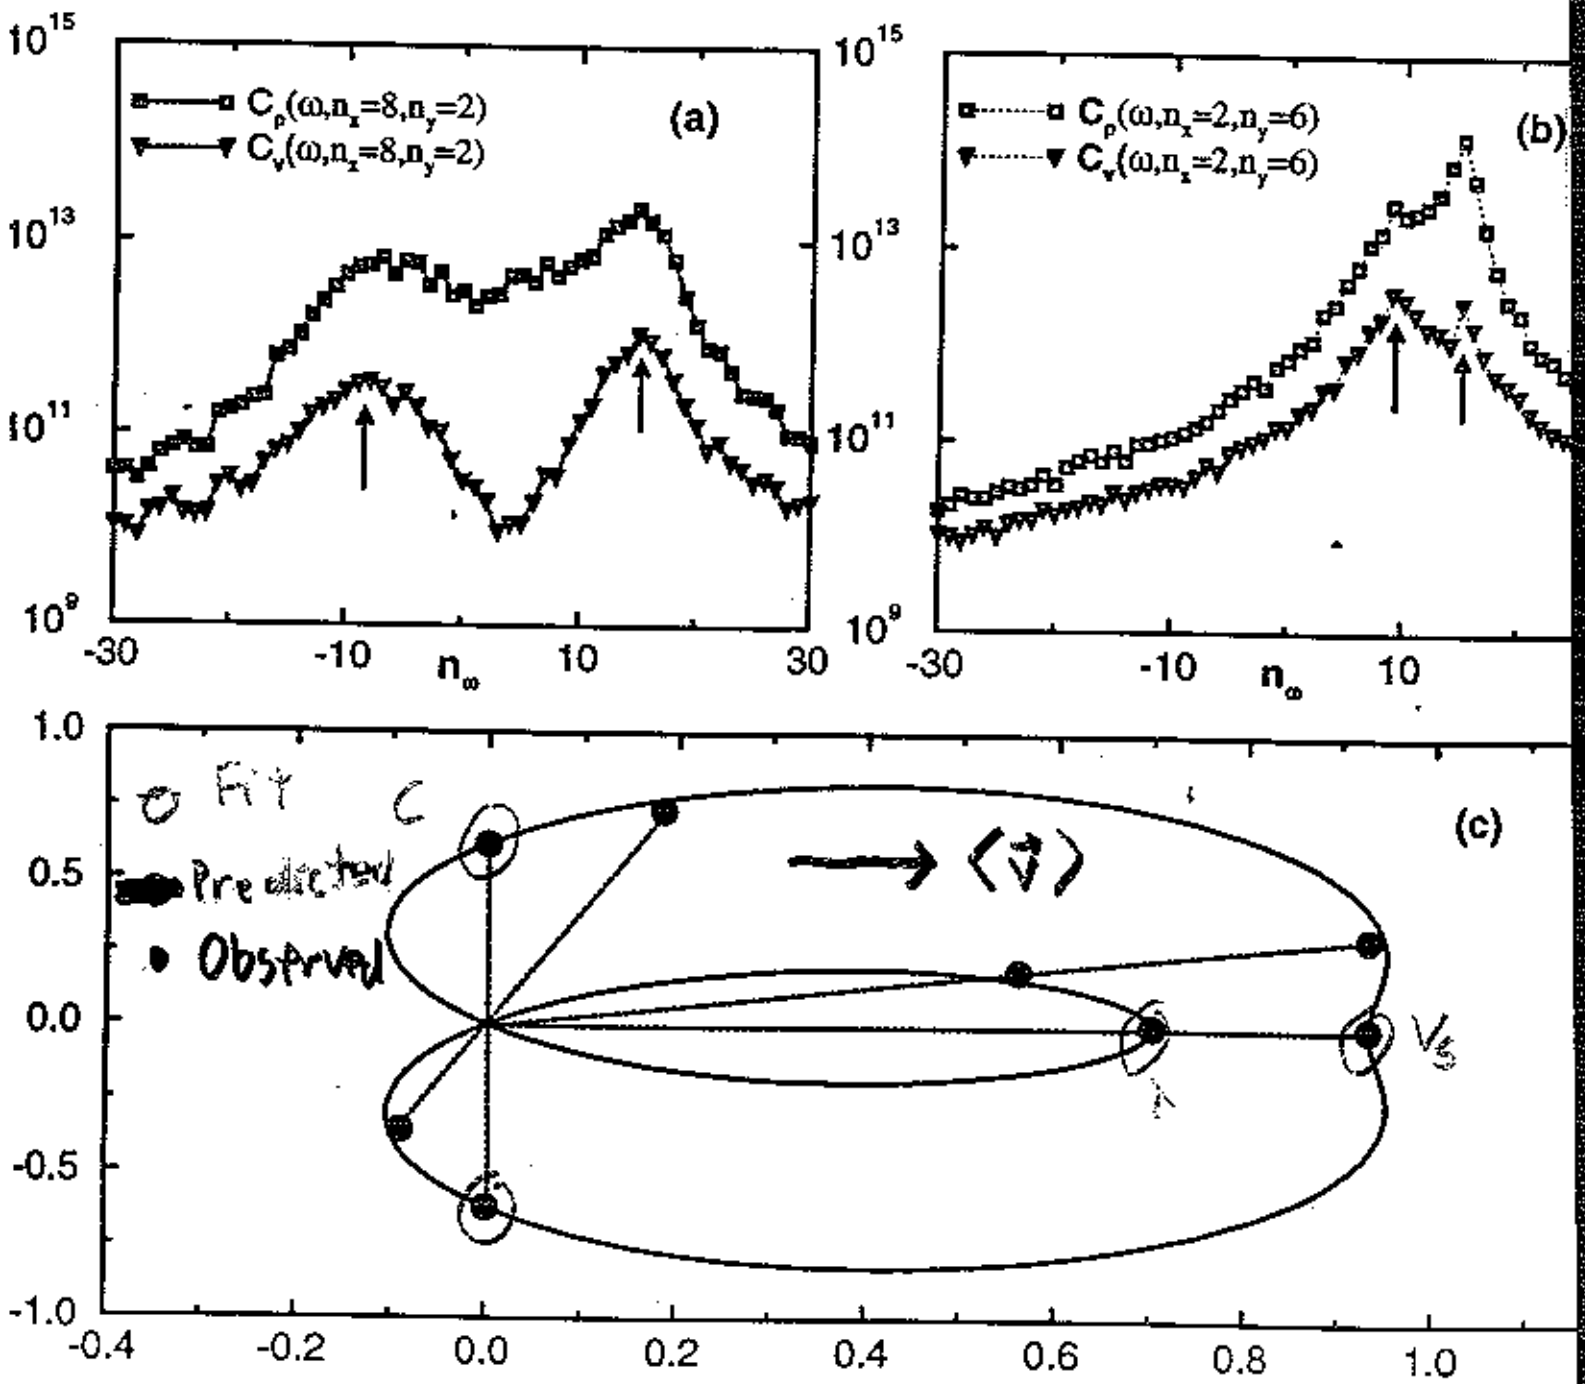 10^15
10^13
10^11
10^9
C_ρ(ω,n_x=8,n_y=2)
C_v(ω,n_x=8,n_y=2)
(a)
-30 -10 10 30
n_ω
10^15
10^13
10^11
10^9
C_ρ(ω,n_x=2,n_y=6)
C_v(ω,n_x=2,n_y=6)
(b)
-30 -10 10
n_ω
1.0
0.5
0.0
-0.5
-1.0
Fit
Predicted
Observed
C
⟨v⃗⟩
(c)
V_s
-0.4 -0.2 0.0 0.2 0.4 0.6 0.8 1.0